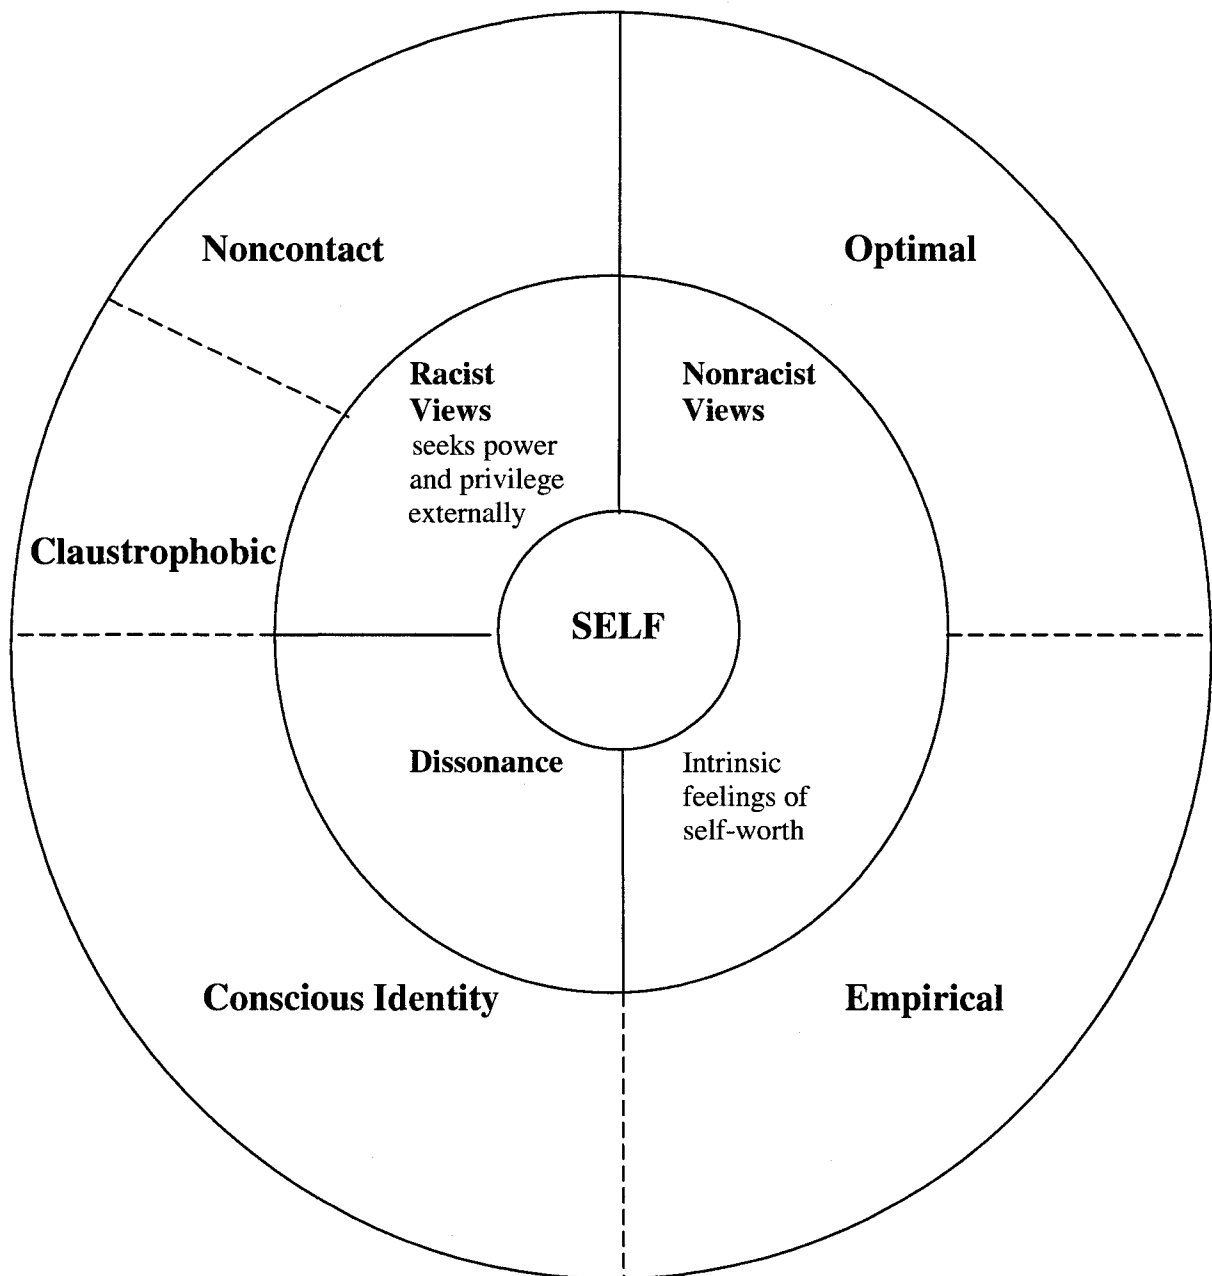 Noncontact
Optimal
Racist
Views
seeks power
and privilege
externally
Nonracist
Views
Claustrophobic
SELF
Dissonance
Intrinsic
feelings of
self-worth
Conscious Identity
Empirical